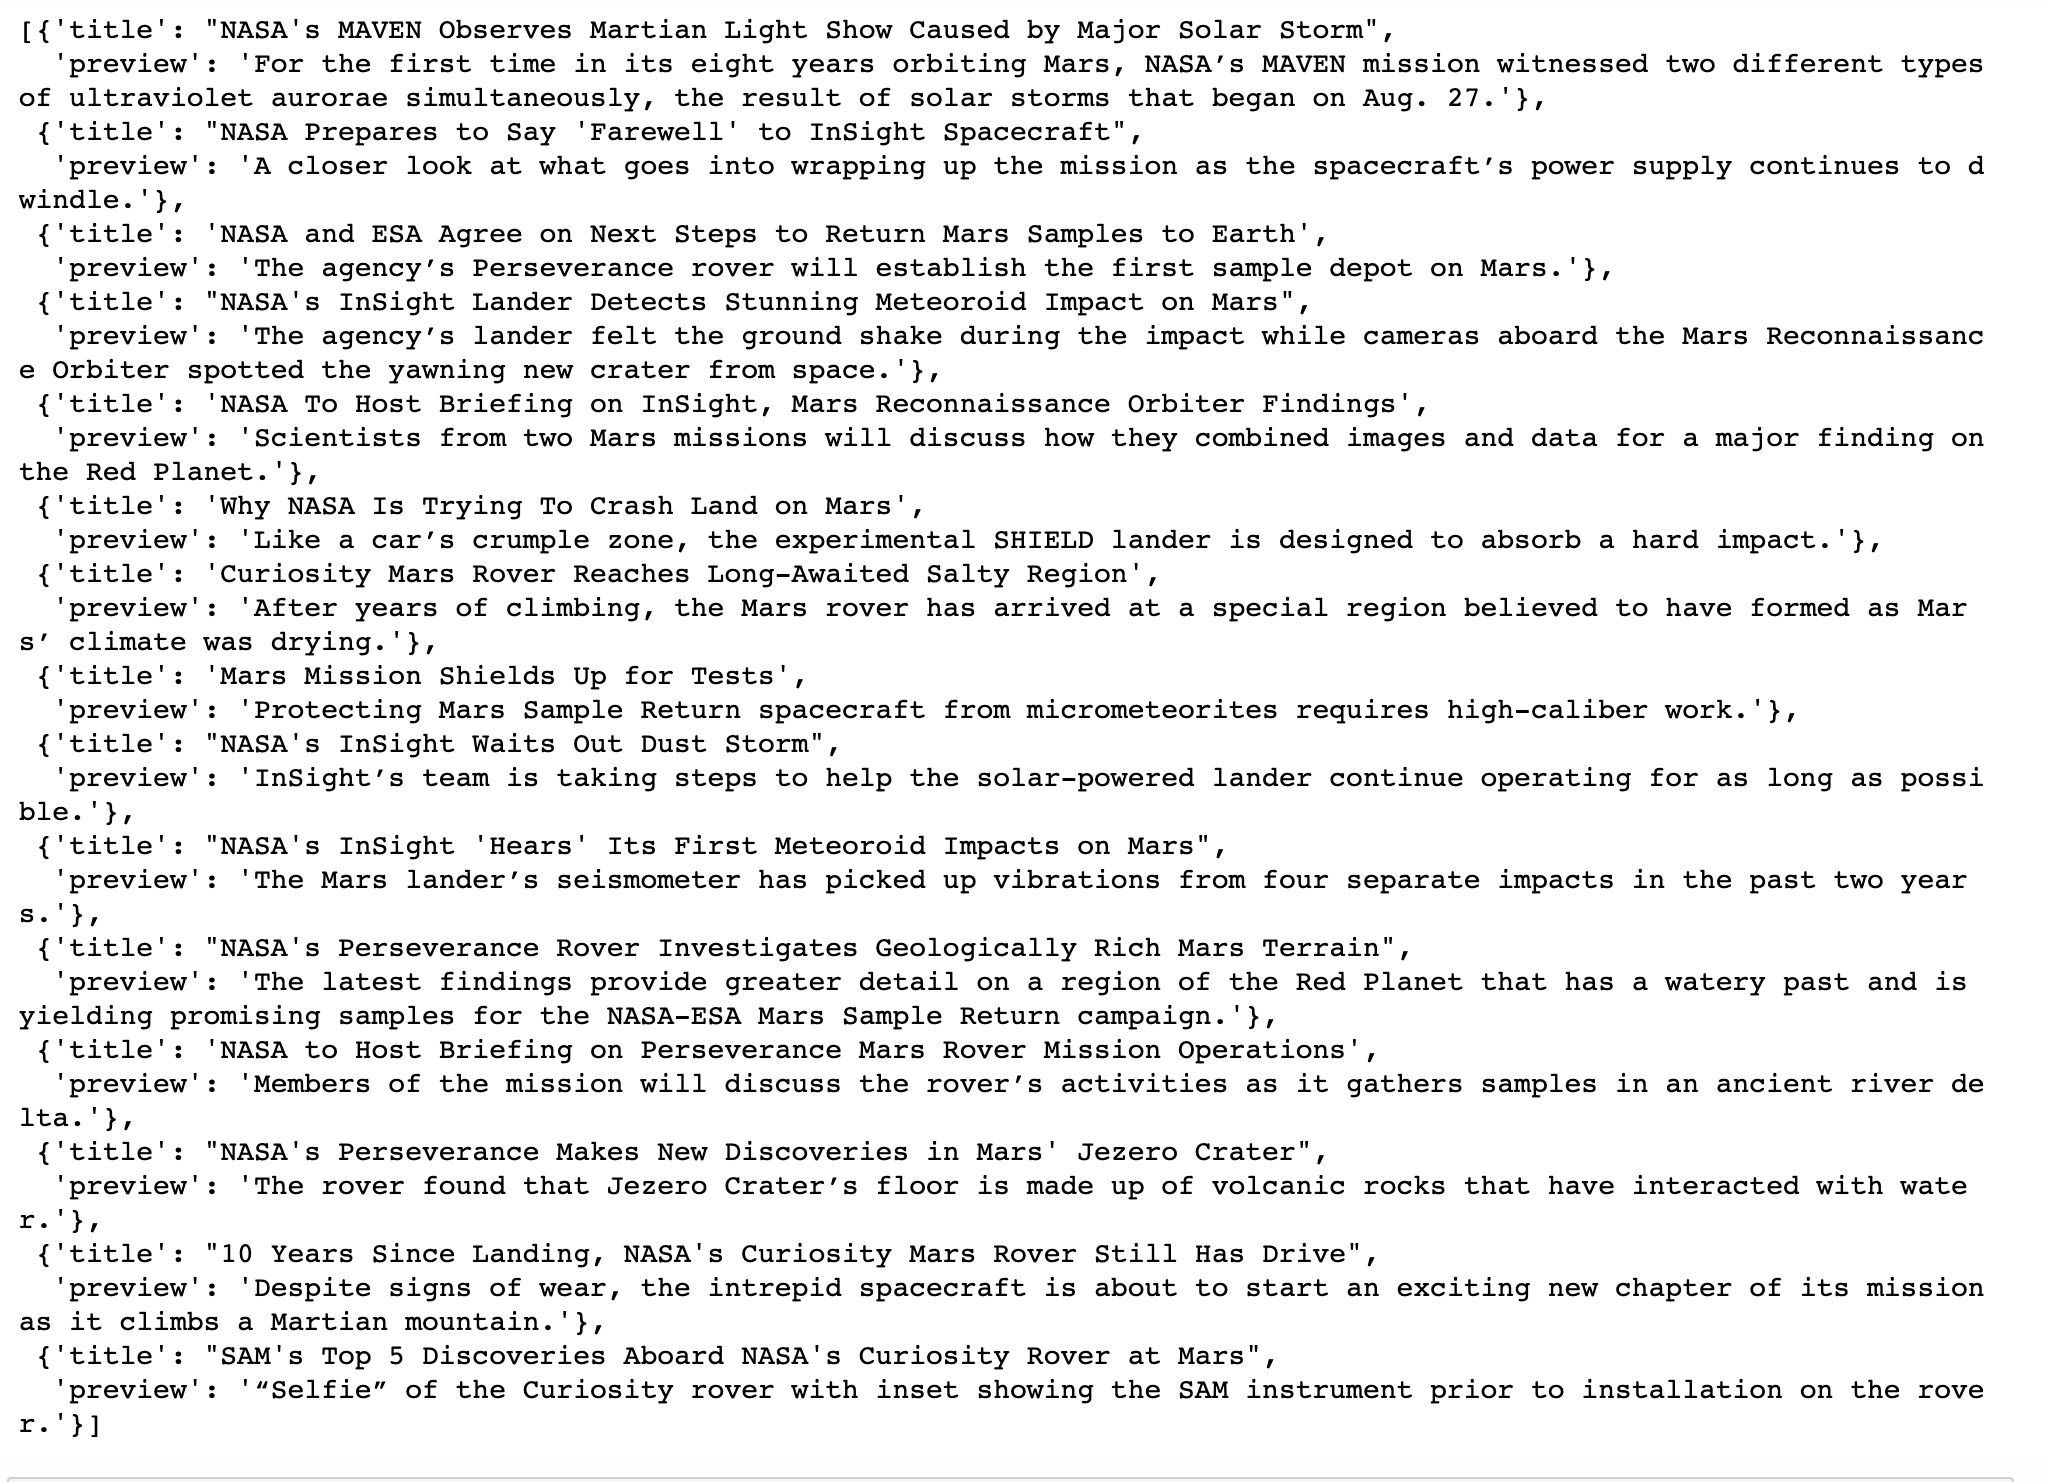 [{'title': "NASA's MAVEN Observes Martian Light Show Caused by Major Solar Storm",
'preview': 'For the first time in its eight years orbiting Mars, NASA’s MAVEN mission witnessed two different types
of ultraviolet aurorae simultaneously, the result of solar storms that began on Aug. 27.'},
{'title': "NASA Prepares to Say 'Farewell' to InSight Spacecraft",
'preview': 'A closer look at what goes into wrapping up the mission as the spacecraft’s power supply continues to d
windle.'},
{'title': 'NASA and ESA Agree on Next Steps to Return Mars Samples to Earth',
'preview': 'The agency’s Perseverance rover will establish the first sample depot on Mars.'},
{'title': "NASA's InSight Lander Detects Stunning Meteoroid Impact on Mars",
'preview': 'The agency’s lander felt the ground shake during the impact while cameras aboard the Mars Reconnaissanc
e Orbiter spotted the yawning new crater from space.'},
{'title': 'NASA To Host Briefing on InSight, Mars Reconnaissance Orbiter Findings',
'preview': 'Scientists from two Mars missions will discuss how they combined images and data for a major finding on
the Red Planet.'},
{'title': 'Why NASA Is Trying To Crash Land on Mars',
'preview': 'Like a car’s crumple zone, the experimental SHIELD lander is designed to absorb a hard impact.'},
{'title': 'Curiosity Mars Rover Reaches Long-Awaited Salty Region',
'preview': 'After years of climbing, the Mars rover has arrived at a special region believed to have formed as Mar
s’ climate was drying.'},
{'title': 'Mars Mission Shields Up for Tests',
'preview': 'Protecting Mars Sample Return spacecraft from micrometeorites requires high-caliber work.'},
{'title': "NASA's InSight Waits Out Dust Storm",
'preview': 'InSight’s team is taking steps to help the solar-powered lander continue operating for as long as possi
ble.'},
{'title': "NASA's InSight 'Hears' Its First Meteoroid Impacts on Mars",
'preview': 'The Mars lander’s seismometer has picked up vibrations from four separate impacts in the past two year
s.'},
{'title': "NASA's Perseverance Rover Investigates Geologically Rich Mars Terrain",
'preview': 'The latest findings provide greater detail on a region of the Red Planet that has a watery past and is
yielding promising samples for the NASA-ESA Mars Sample Return campaign.'},
{'title': 'NASA to Host Briefing on Perseverance Mars Rover Mission Operations',
'preview': 'Members of the mission will discuss the rover’s activities as it gathers samples in an ancient river de
lta.'},
{'title': "NASA's Perseverance Makes New Discoveries in Mars' Jezero Crater",
'preview': 'The rover found that Jezero Crater’s floor is made up of volcanic rocks that have interacted with wate
r.'},
{'title': "10 Years Since Landing, NASA's Curiosity Mars Rover Still Has Drive",
'preview': 'Despite signs of wear, the intrepid spacecraft is about to start an exciting new chapter of its mission
as it climbs a Martian mountain.'},
{'title': "SAM's Top 5 Discoveries Aboard NASA's Curiosity Rover at Mars",
'preview': '“Selfie” of the Curiosity rover with inset showing the SAM instrument prior to installation on the rove
r.'}]